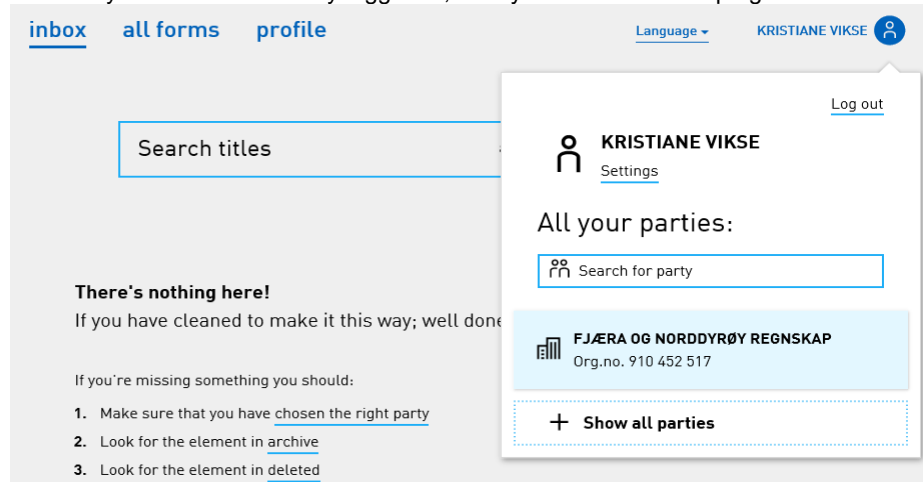 inbox all forms profile Language KRISTIANE VIKSE
Log out
KRISTIANE VIKSE
Settings
Search titles
All your parties:
Search for party
There's nothing here!
If you have cleaned to make it this way; well done
FJÆRA OG NORDDYRØY REGNSKAP
Org.no. 910 452 517
If you're missing something you should:
1. Make sure that you have chosen the right party
2. Look for the element in archive
3. Look for the element in deleted
+ Show all parties